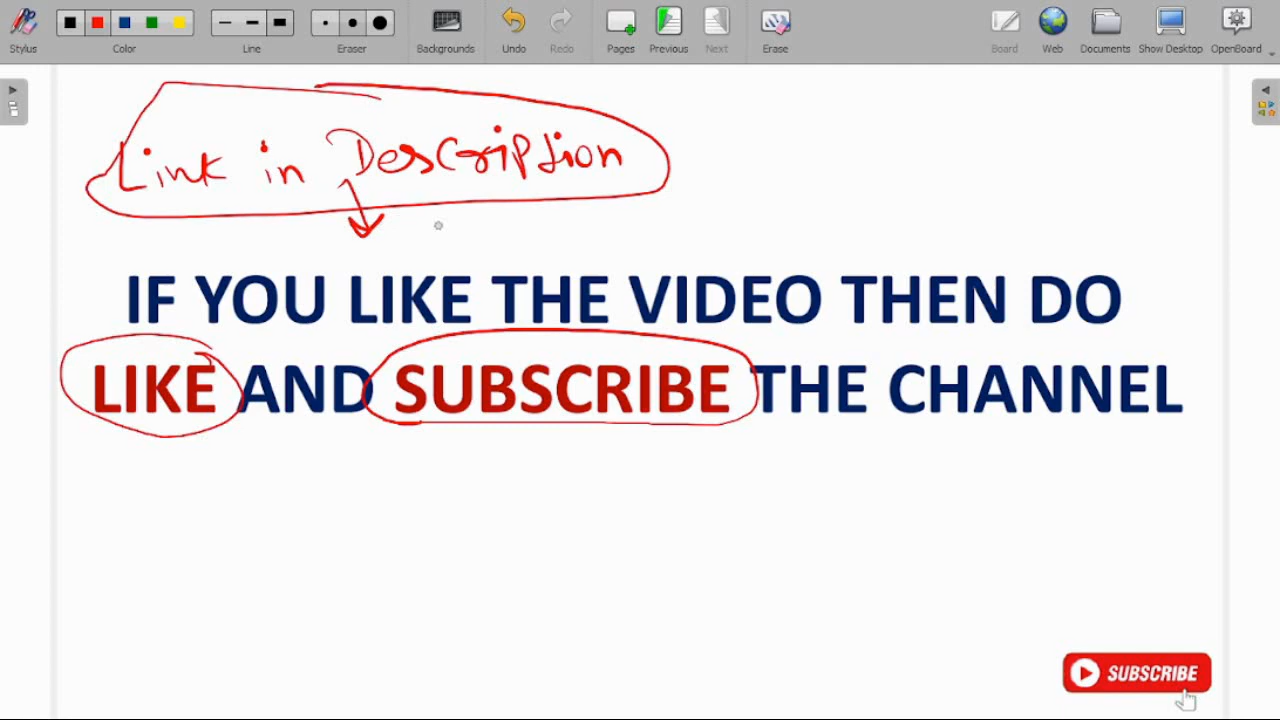 Stylus Color Line Eraser Backgrounds Undo Redo Pages Previous Next Erase Board Web Documents Show Desktop OpenBoard
Link in Description
IF YOU LIKE THE VIDEO THEN DO
LIKE AND SUBSCRIBE THE CHANNEL
SUBSCRIBE